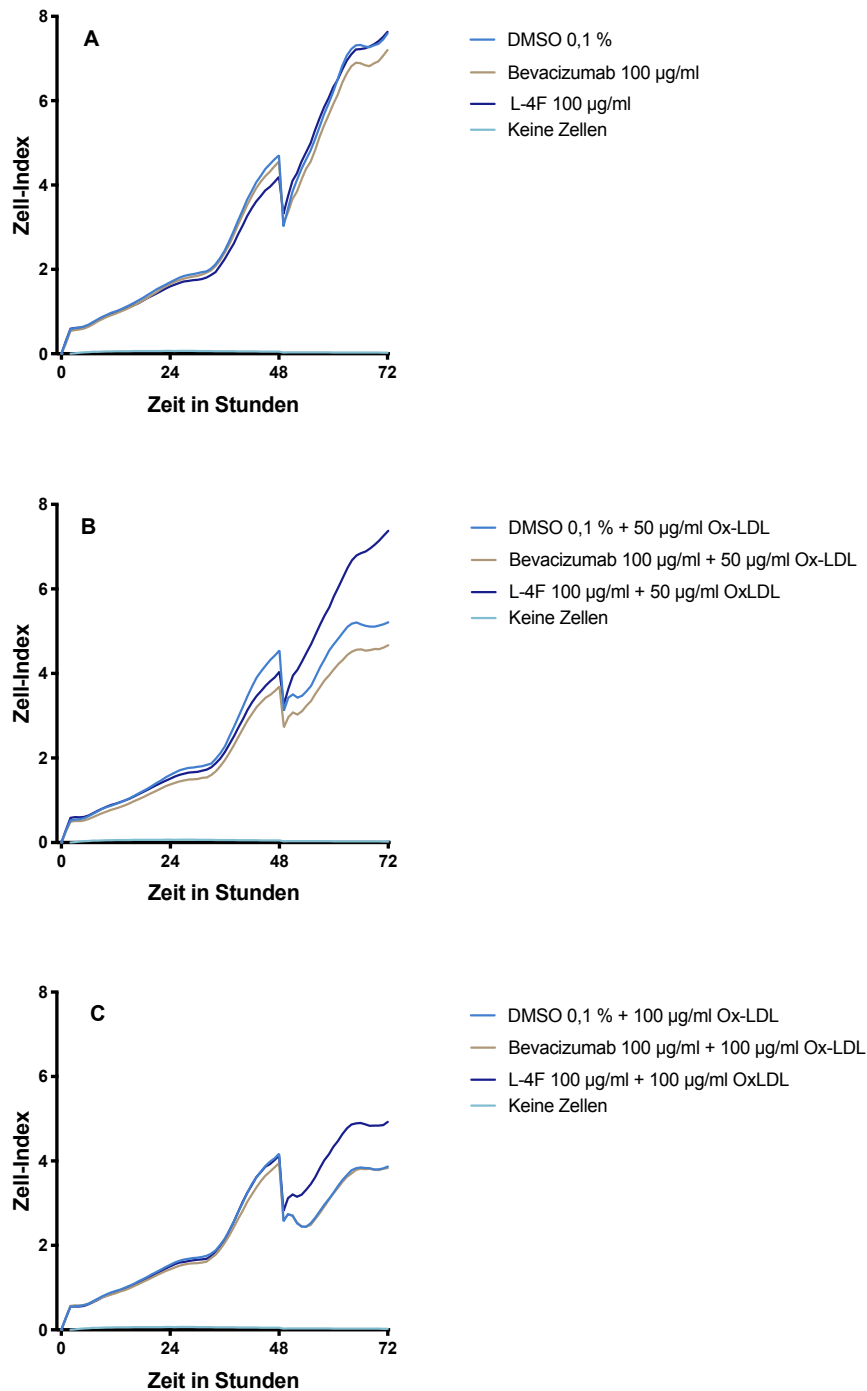 A
8
6
4
2
0
Zell-Index
0 24 48 72
Zeit in Stunden
DMSO 0,1 %
Bevacizumab 100 µg/ml
L-4F 100 µg/ml
Keine Zellen
B
8
6
4
2
0
Zell-Index
0 24 48 72
Zeit in Stunden
DMSO 0,1 % + 50 µg/ml Ox-LDL
Bevacizumab 100 µg/ml + 50 µg/ml Ox-LDL
L-4F 100 µg/ml + 50 µg/ml OxLDL
Keine Zellen
C
8
6
4
2
0
Zell-Index
0 24 48 72
Zeit in Stunden
DMSO 0,1 % + 100 µg/ml Ox-LDL
Bevacizumab 100 µg/ml + 100 µg/ml Ox-LDL
L-4F 100 µg/ml + 100 µg/ml OxLDL
Keine Zellen